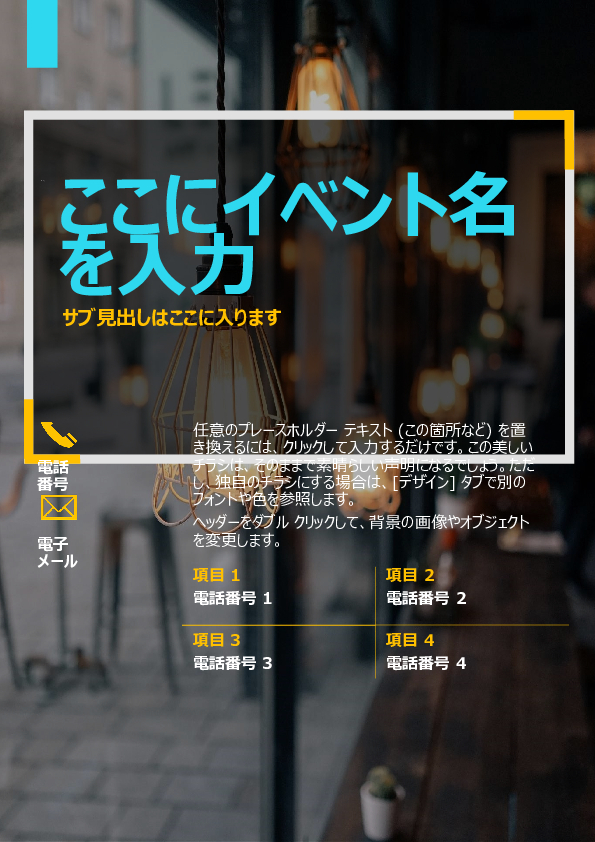 ここにイベント名
を入力
サブ見出しはここに入ります
電話
番号
電子
メール
任意のプレースホルダー テキスト (この箇所など) を置
き換えるには、クリックして入力するだけです。この美しい
チラシは、そのままで素晴らしい声明になるでしょう。ただ
し、独自のチラシにする場合は、[デザイン] タブで別の
フォントや色を参照します。
ヘッダーをダブル クリックして、背景の画像やオブジェクト
を変更します。
項目 1
電話番号 1
項目 2
電話番号 2
項目 3
電話番号 3
項目 4
電話番号 4